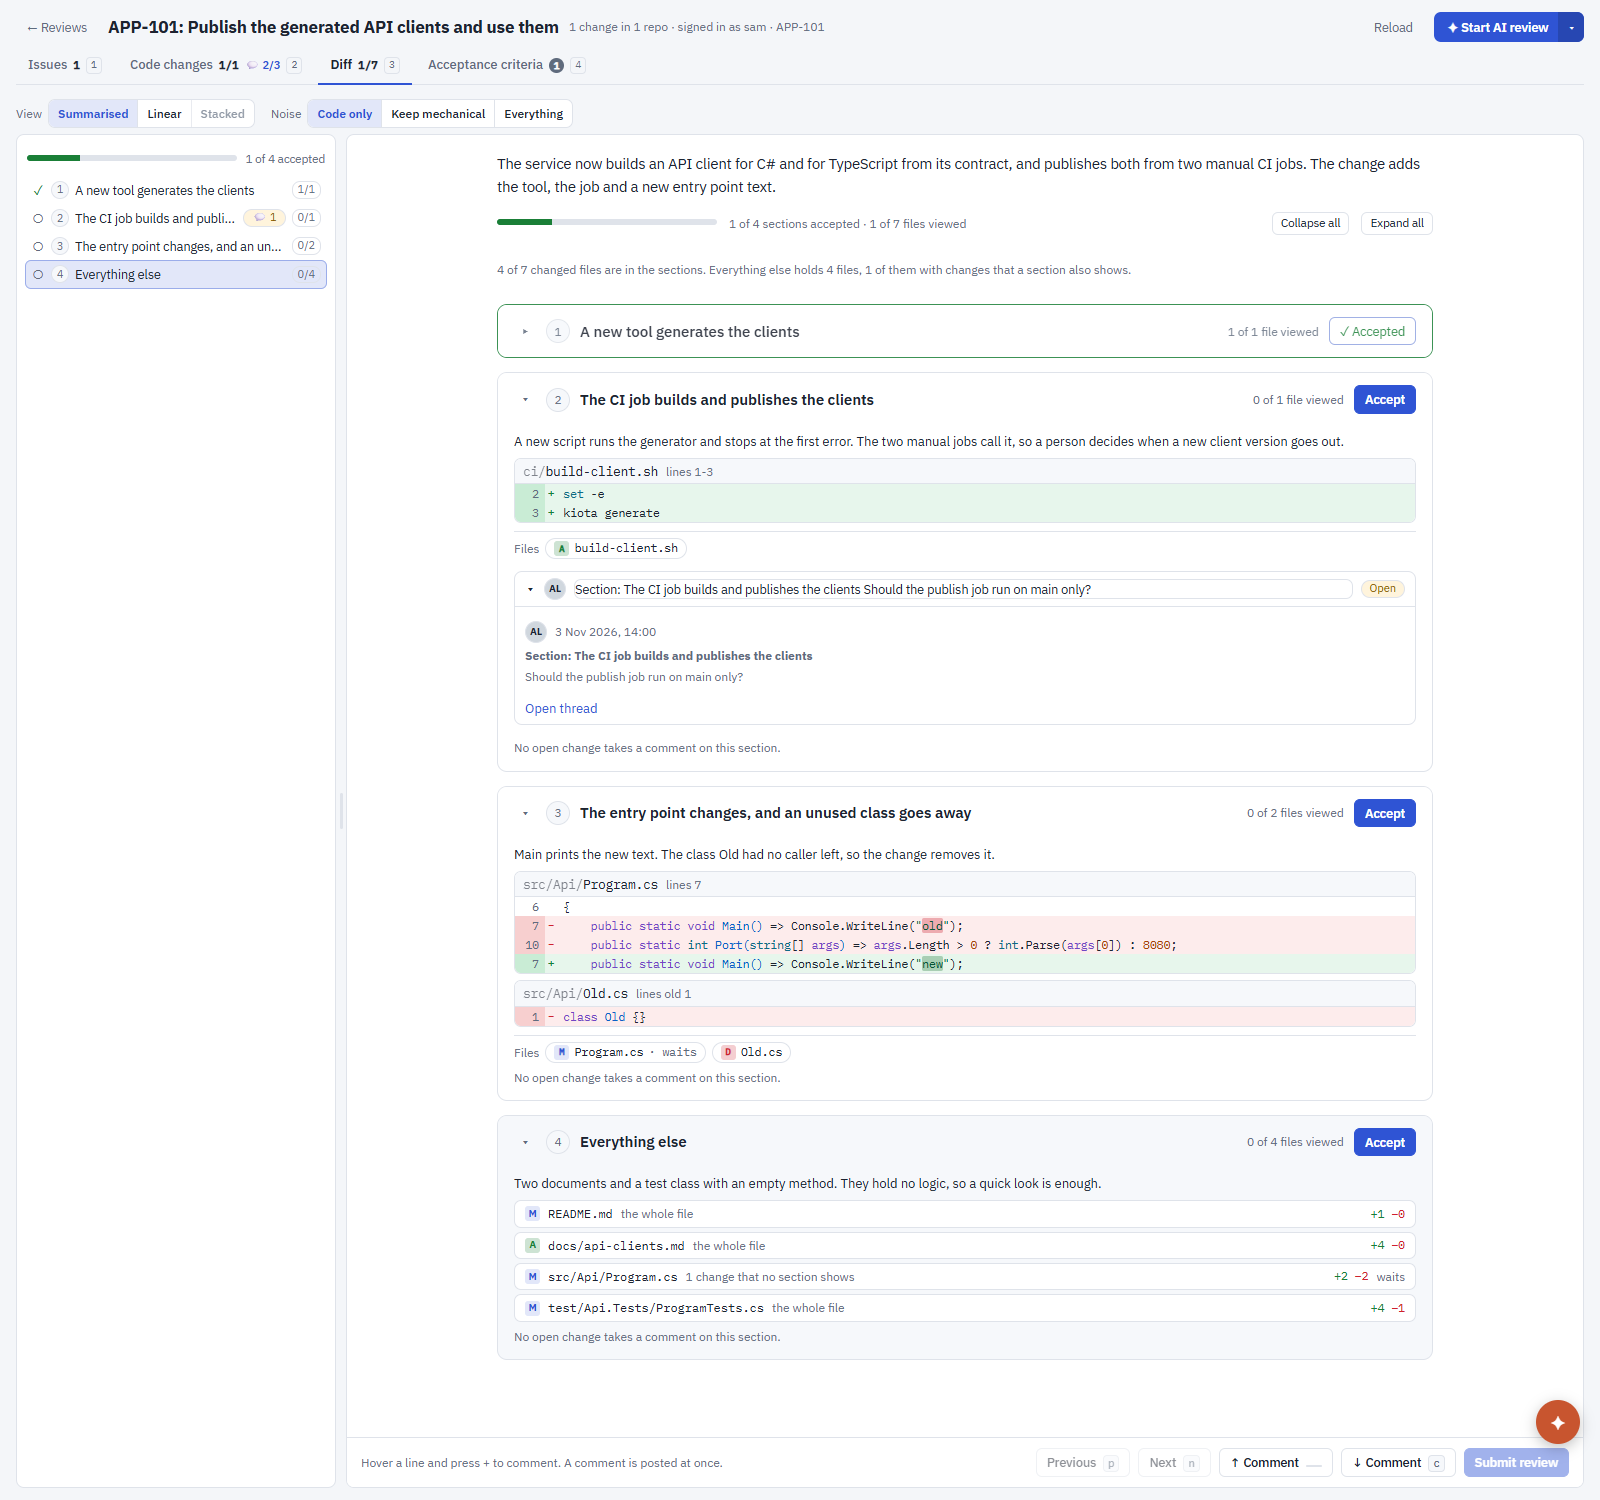 ← Reviews APP-101: Publish the generated API clients and use them 1 change in 1 repo · signed in as sam · APP-101 Reload ✦ Start AI review
Issues 1 1 Code changes 1/1 2/3 2 Diff 1/7 3 Acceptance criteria 1 4
View Summarised Linear Stacked Noise Code only Keep mechanical Everything
1 of 4 accepted
✓ 1 A new tool generates the clients 1/1
2 The CI job builds and publi... 1 0/1
3 The entry point changes, and an un... 0/2
4 Everything else 0/4
The service now builds an API client for C# and for TypeScript from its contract, and publishes both from two manual CI jobs. The change adds
the tool, the job and a new entry point text.
1 of 4 sections accepted · 1 of 7 files viewed Collapse all Expand all
4 of 7 changed files are in the sections. Everything else holds 4 files, 1 of them with changes that a section also shows.
1 A new tool generates the clients 1 of 1 file viewed ✓ Accepted
2 The CI job builds and publishes the clients 0 of 1 file viewed Accept
A new script runs the generator and stops at the first error. The two manual jobs call it, so a person decides when a new client version goes out.
ci/build-client.sh lines 1-3
2 + set -e
3 + kiota generate
Files A build-client.sh
AL Section: The CI job builds and publishes the clients Should the publish job run on main only? Open
AL 3 Nov 2026, 14:00
Section: The CI job builds and publishes the clients
Should the publish job run on main only?
Open thread
No open change takes a comment on this section.
3 The entry point changes, and an unused class goes away 0 of 2 files viewed Accept
Main prints the new text. The class Old had no caller left, so the change removes it.
src/Api/Program.cs lines 7
6 {
7 − public static void Main() => Console.WriteLine("old");
10 − public static int Port(string[] args) => args.Length > 0 ? int.Parse(args[0]) : 8080;
7 + public static void Main() => Console.WriteLine("new");
src/Api/Old.cs lines old 1
1 − class Old {}
Files M Program.cs · waits D Old.cs
No open change takes a comment on this section.
4 Everything else 0 of 4 files viewed Accept
Two documents and a test class with an empty method. They hold no logic, so a quick look is enough.
M README.md the whole file +1 −0
A docs/api-clients.md the whole file +4 −0
M src/Api/Program.cs 1 change that no section shows +2 −2 waits
M test/Api.Tests/ProgramTests.cs the whole file +4 −1
No open change takes a comment on this section.
Hover a line and press + to comment. A comment is posted at once. Previous p Next n ↑ Comment ↓ Comment c Submit review